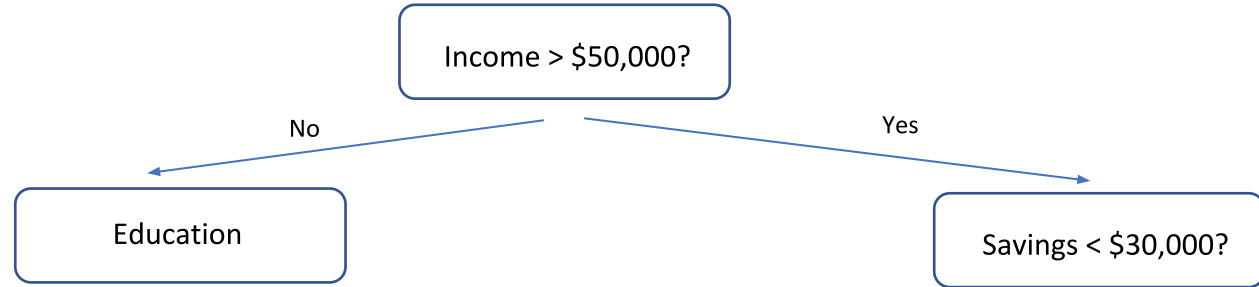 Income > $50,000?
No
Yes
Education
Savings < $30,000?